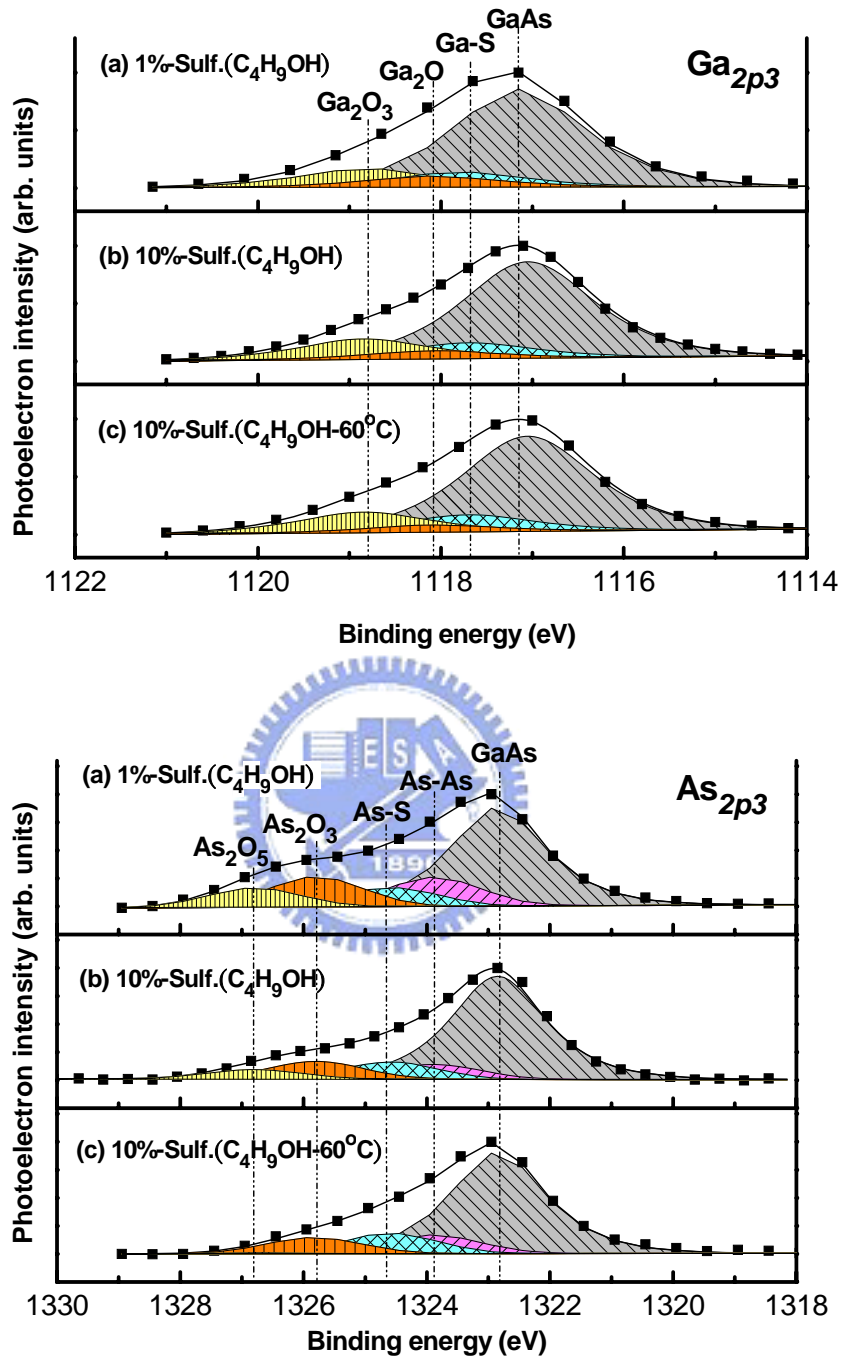 GaAs
Ga-S
(a) 1%-Sulf.(C₄H₉OH)
Ga₂O
Ga2p3
Ga₂O₃
(b) 10%-Sulf.(C₄H₉OH)
(c) 10%-Sulf.(C₄H₉OH-60°C)
Photoelectron intensity (arb. units)
1122 1120 1118 1116 1114
Binding energy (eV)
E S A
GaAs
(a) 1%-Sulf.(C₄H₉OH)
As-As
As2p3
As-S
As₂O₃
As₂O₅
1896
(b) 10%-Sulf.(C₄H₉OH)
(c) 10%-Sulf.(C₄H₉OH-60°C)
Photoelectron intensity (arb. units)
1330 1328 1326 1324 1322 1320 1318
Binding energy (eV)